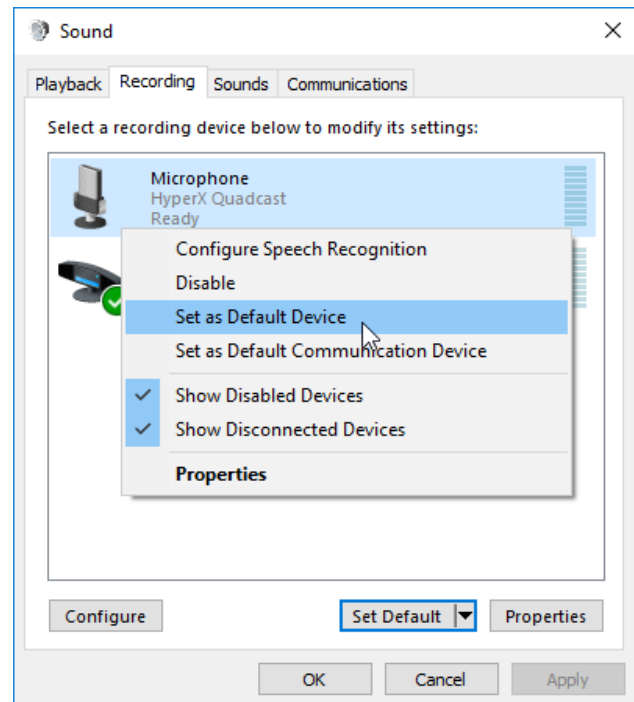 Sound
Playback Recording Sounds Communications
Select a recording device below to modify its settings:
Microphone
HyperX Quadcast
Ready
Configure Speech Recognition
Disable
Set as Default Device
Set as Default Communication Device
Show Disabled Devices
Show Disconnected Devices
Properties
Configure Set Default Properties
OK Cancel Apply